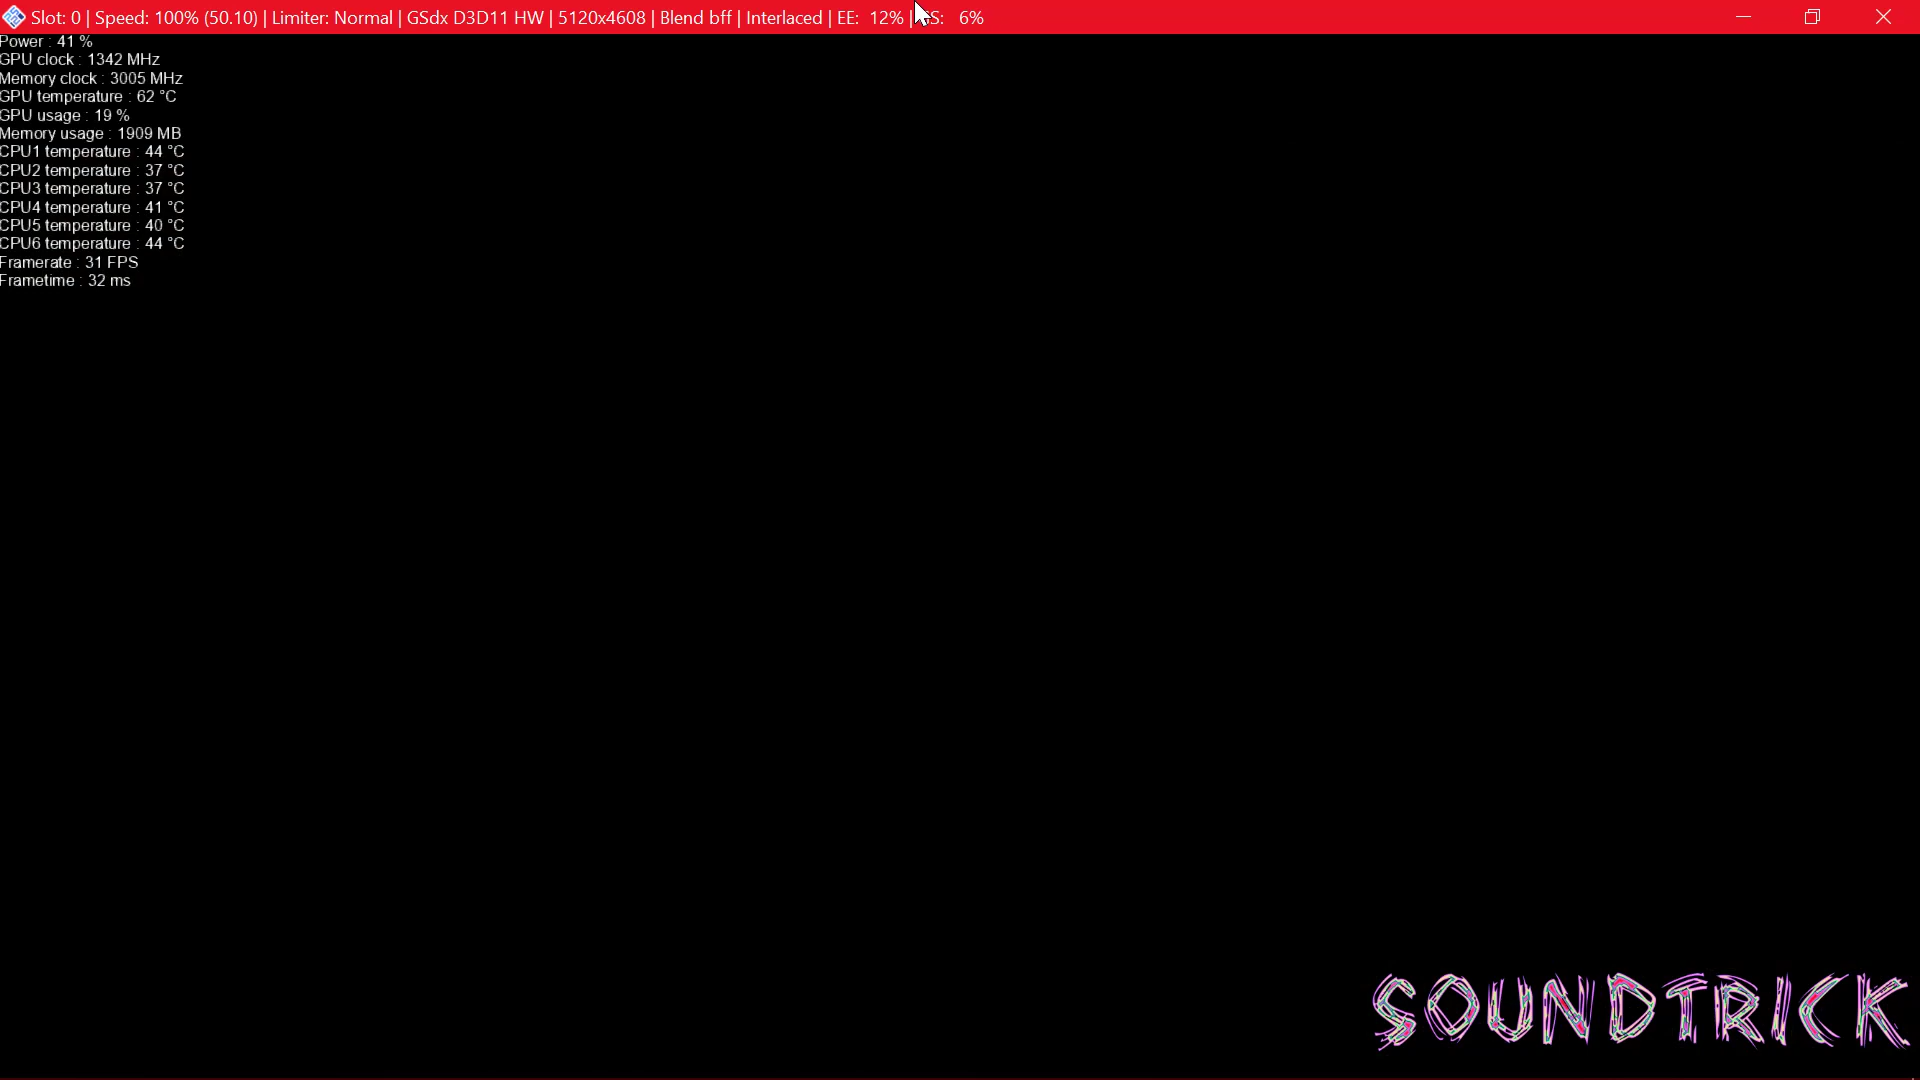 Slot: 0 | Speed: 100% (50.10) | Limiter: Normal | GSdx D3D11 HW | 5120x4608 | Blend bff | Interlaced | EE: 12% | S: 6%
Power : 41 %
GPU clock : 1342 MHz
Memory clock : 3005 MHz
GPU temperature : 62 °C
GPU usage : 19 %
Memory usage : 1909 MB
CPU1 temperature : 44 °C
CPU2 temperature : 37 °C
CPU3 temperature : 37 °C
CPU4 temperature : 41 °C
CPU5 temperature : 40 °C
CPU6 temperature : 44 °C
Framerate : 31 FPS
Frametime : 32 ms
SOUNDTRICK